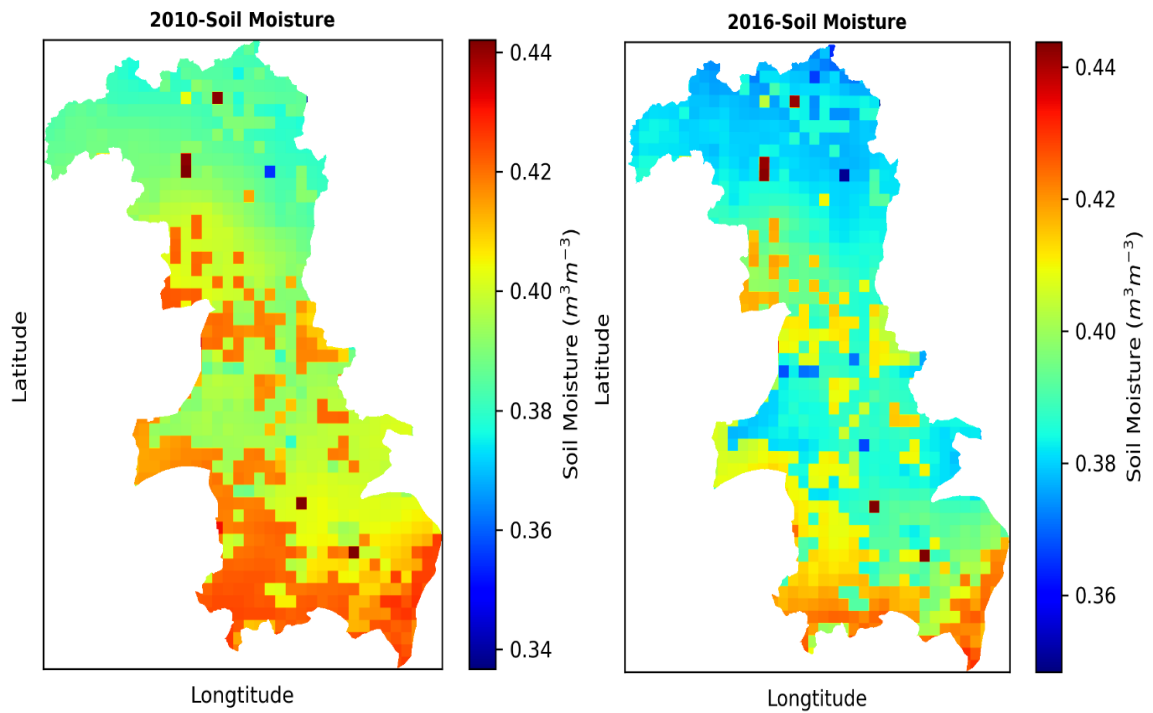 2010-Soil Moisture
Latitude
Longtitude
0.44
0.42
0.40
0.38
0.36
0.34
Soil Moisture (m³m⁻³)
2016-Soil Moisture
Latitude
Longtitude
0.44
0.42
0.40
0.38
0.36
Soil Moisture (m³m⁻³)